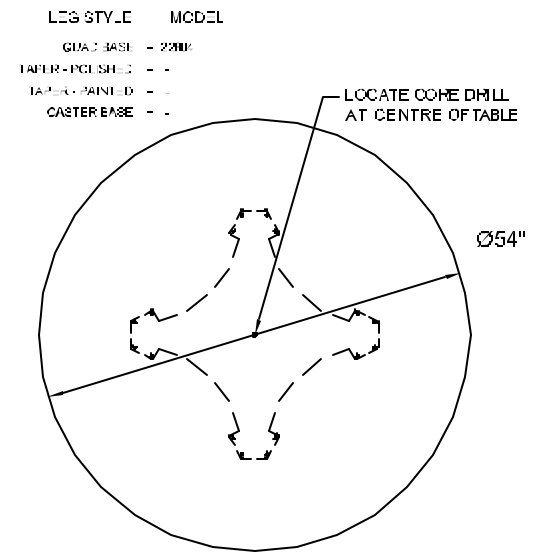 LEG STYLE MODEL
QUAD BASE -
TAPER - POLISHED - -
TAPER - PAINTED - -
CASTER BASE - -
LOCATE CORE DRILL
AT CENTRE OF TABLE
Ø54"